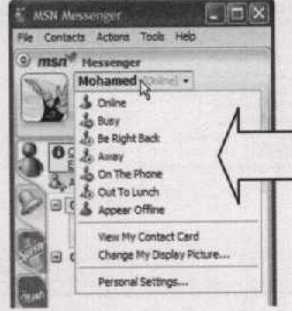 MSN Messenger
File Contacts Actions Tools Help
msn Messenger
Mohamed (Online)
Online
Busy
Be Right Back
Away
On The Phone
Out To Lunch
Appear Offline
View My Contact Card
Change My Display Picture...
Personal Settings...